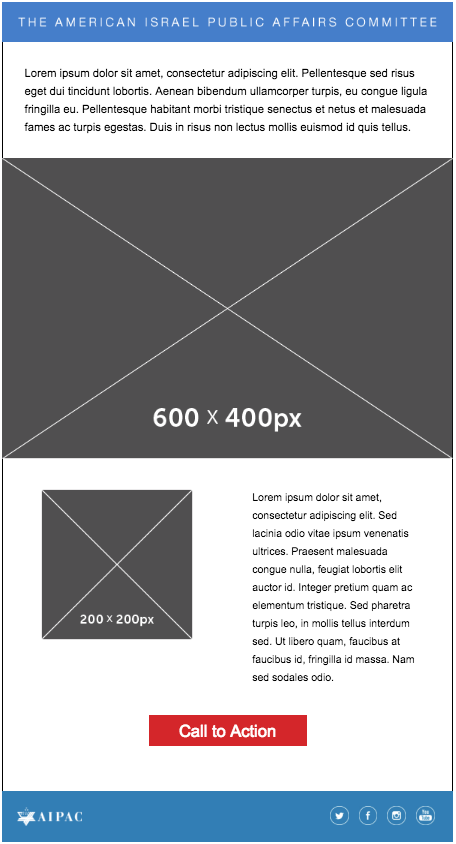 THE AMERICAN ISRAEL PUBLIC AFFAIRS COMMITTEE
Lorem ipsum dolor sit amet, consectetur adipiscing elit. Pellentesque sed risus
eget dui tincidunt lobortis. Aenean bibendum ullamcorper turpis, eu congue ligula
fringilla eu. Pellentesque habitant morbi tristique senectus et netus et malesuada
fames ac turpis egestas. Duis in risus non lectus mollis euismod id quis tellus.
600 X 400px
200 X 200px
Lorem ipsum dolor sit amet,
consectetur adipiscing elit. Sed
lacinia odio vitae ipsum venenatis
ultrices. Praesent malesuada
congue nulla, feugiat lobortis elit
auctor id. Integer pretium quam ac
elementum tristique. Sed pharetra
turpis leo, in mollis tellus interdum
sed. Ut libero quam, faucibus at
faucibus id, fringilla id massa. Nam
sed sodales odio.
Call to Action
AIPAC
You
Tube